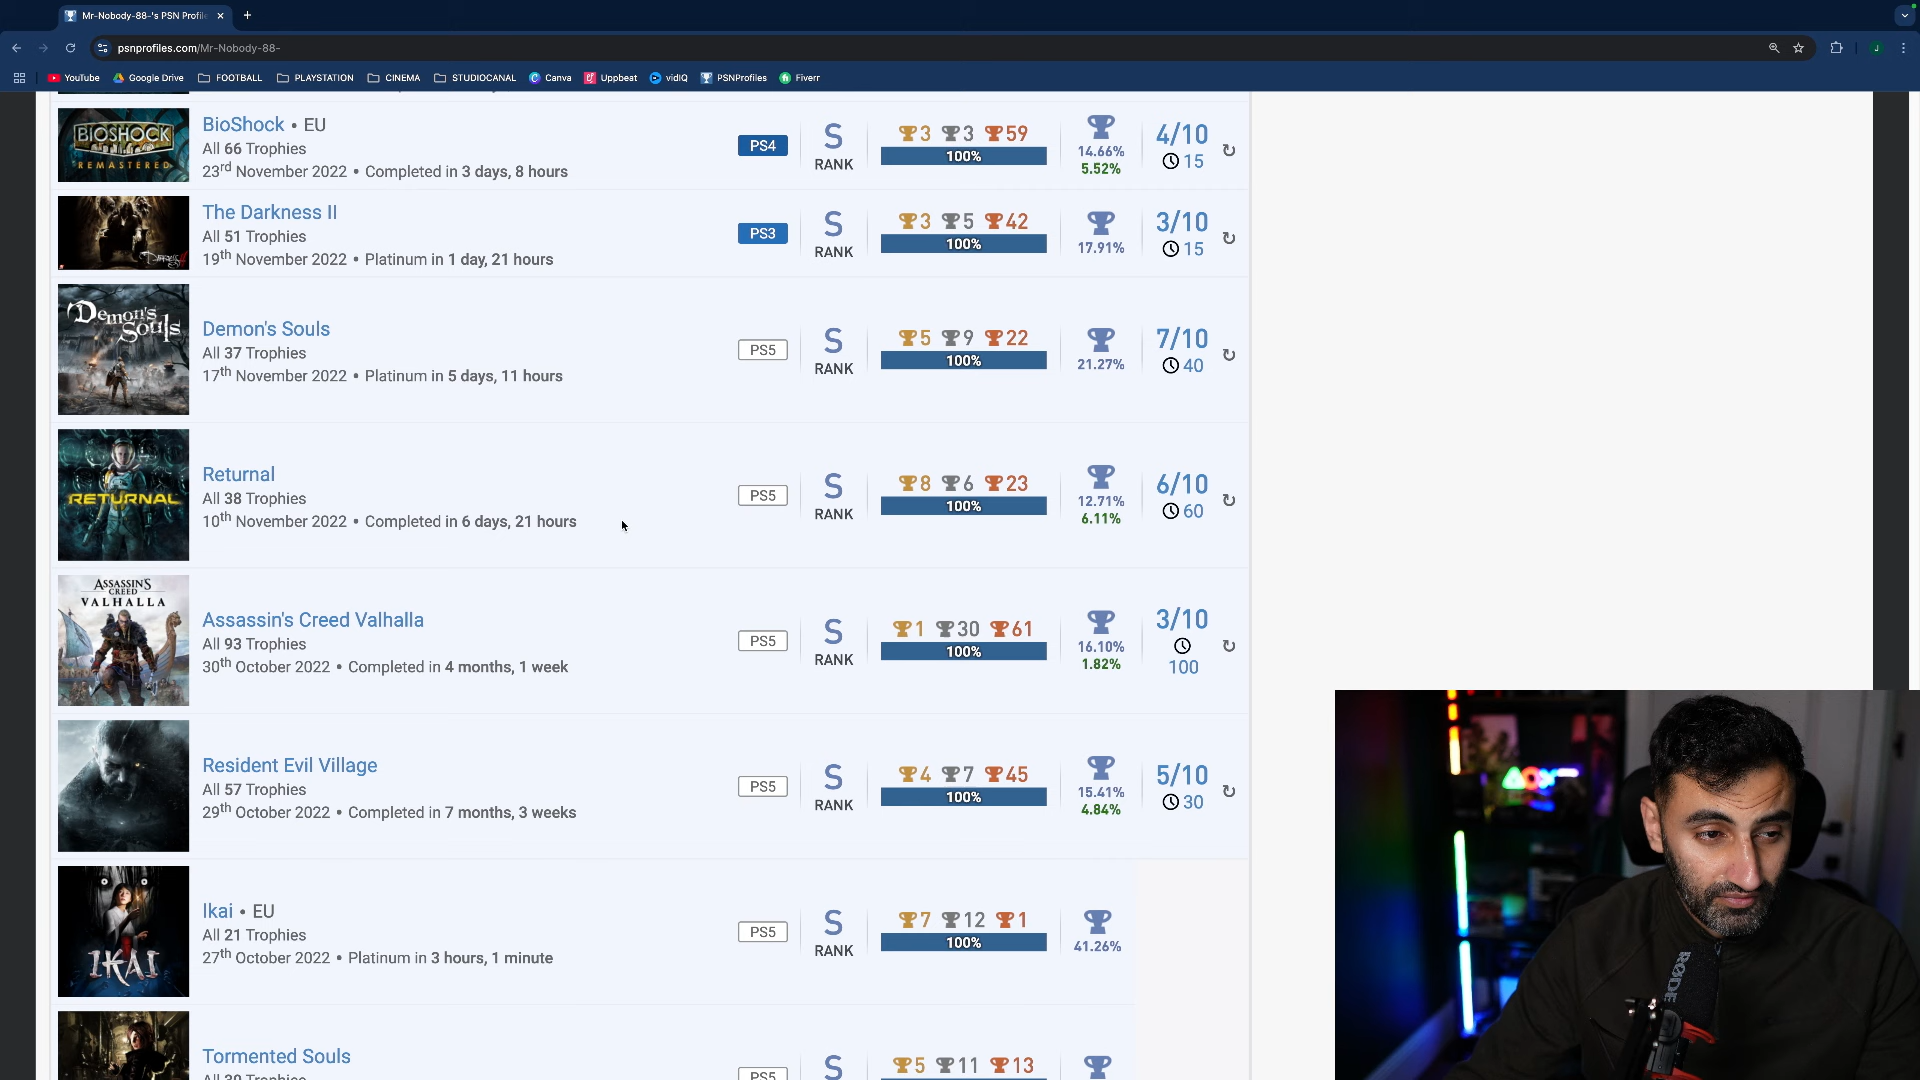 Mr-Nobody-88-'s PSN Profile
psnprofiles.com/Mr-Nobody-88-
YouTube Google Drive FOOTBALL PLAYSTATION CINEMA STUDIOCANAL Canva Uppbeat vidIQ PSNProfiles Fiverr
J
BIOSHOCK
REMASTERED
BioShock • EU
All 66 Trophies
23rd November 2022 • Completed in 3 days, 8 hours
PS4
S
RANK
3 3 59
100%
14.66%
5.52%
4/10
15
The Darkness II
All 51 Trophies
19th November 2022 • Platinum in 1 day, 21 hours
PS3
S
RANK
3 5 42
100%
17.91%
3/10
15
Demon's
Souls
Demon's Souls
All 37 Trophies
17th November 2022 • Platinum in 5 days, 11 hours
PS5
S
RANK
5 9 22
100%
21.27%
7/10
40
RETURNAL
Returnal
All 38 Trophies
10th November 2022 • Completed in 6 days, 21 hours
PS5
S
RANK
8 6 23
100%
12.71%
6.11%
6/10
60
ASSASSIN'S
CREED
VALHALLA
Assassin's Creed Valhalla
All 93 Trophies
30th October 2022 • Completed in 4 months, 1 week
PS5
S
RANK
1 30 61
100%
16.10%
1.82%
3/10
100
Resident Evil Village
All 57 Trophies
29th October 2022 • Completed in 7 months, 3 weeks
PS5
S
RANK
4 7 45
100%
15.41%
4.84%
5/10
30
IKAI
Ikai • EU
All 21 Trophies
27th October 2022 • Platinum in 3 hours, 1 minute
PS5
S
RANK
7 12 1
100%
41.26%
Tormented Souls
PS5
S
5 11 13
RØDE